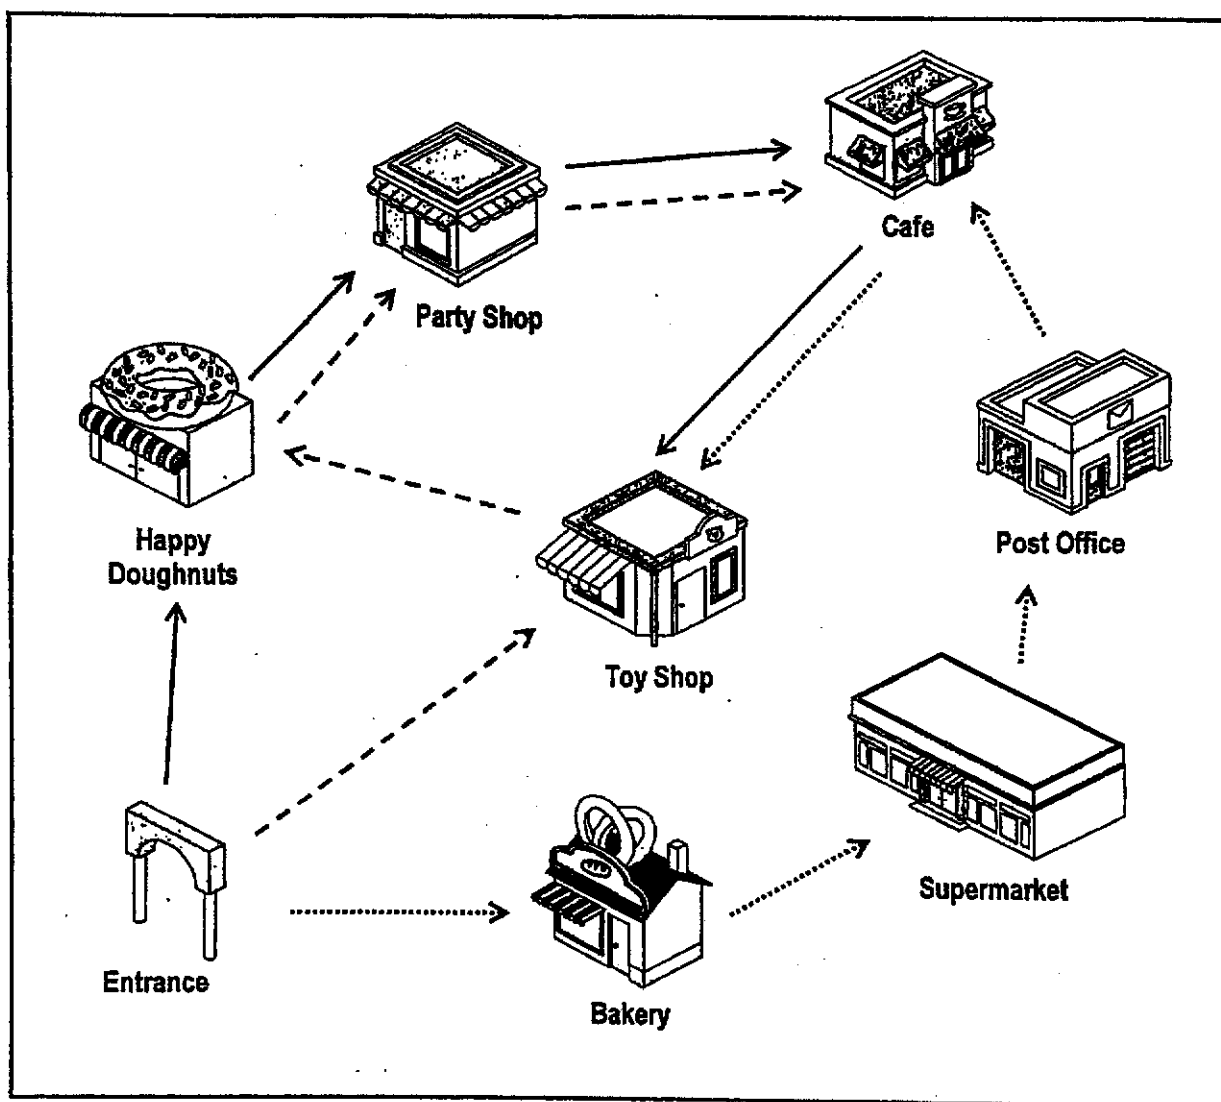 Cafe
Party Shop
Happy
Doughnuts
Post Office
Toy Shop
Supermarket
Entrance
Bakery